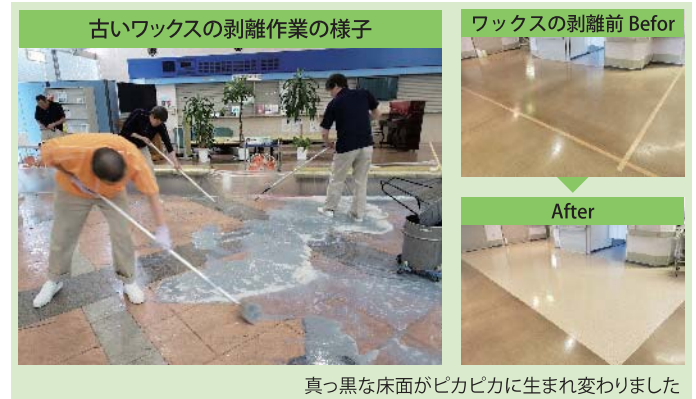 古いワックスの剥離作業の様子
ワックスの剥離前 Befor
After
真っ黒な床面がピカピカに生まれ変わりました